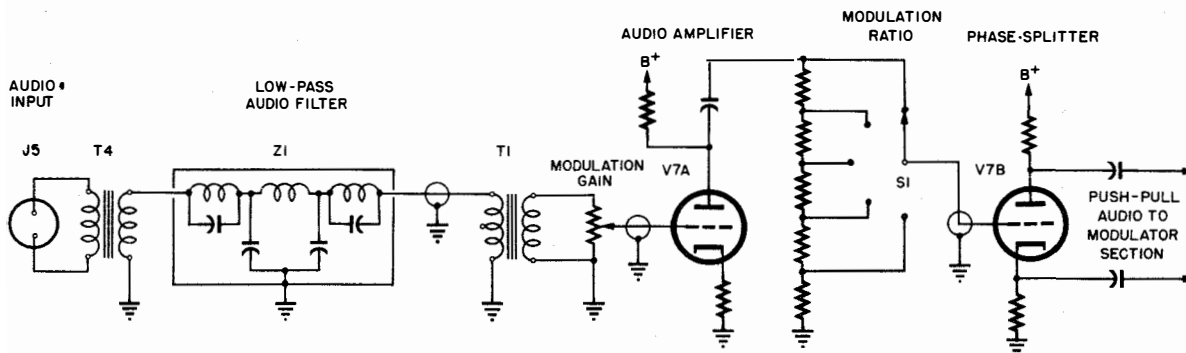 AUDIO
INPUT
J5
T4
LOW-PASS
AUDIO FILTER
Z1
T1
MODULATION
GAIN
AUDIO AMPLIFIER
B+
V7A
MODULATION
RATIO
S1
PHASE-SPLITTER
B+
V7B
PUSH-PULL
AUDIO TO
MODULATOR
SECTION